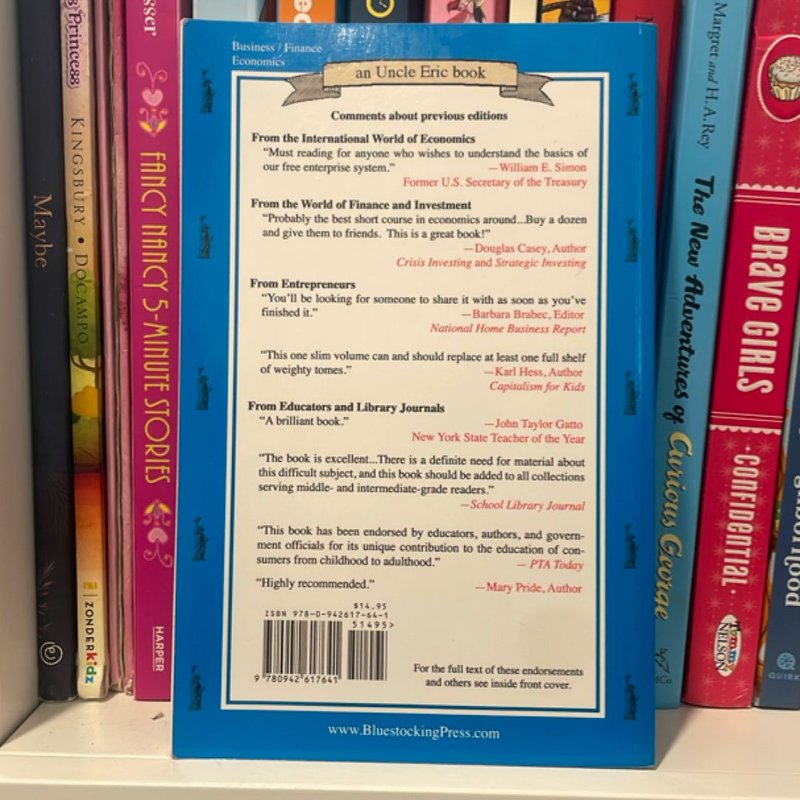 Business / Finance
Economics
an Uncle Eric book
Comments about previous editions
From the International World of Economics
“Must reading for anyone who wishes to understand the basics of
our free enterprise system.” —William E. Simon
Former U.S. Secretary of the Treasury
From the World of Finance and Investment
“Probably the best short course in economics around...Buy a dozen
and give them to friends. This is a great book!”
—Douglas Casey, Author
Crisis Investing and Strategic Investing
From Entrepreneurs
“You’ll be looking for someone to share it with as soon as you’ve
finished it.” —Barbara Brabec, Editor
National Home Business Report
“This one slim volume can and should replace at least one full shelf
of weighty tomes.” —Karl Hess, Author
Capitalism for Kids
From Educators and Library Journals
“A brilliant book.” —John Taylor Gatto
New York State Teacher of the Year
“The book is excellent...There is a definite need for material about
this difficult subject, and this book should be added to all collections
serving middle- and intermediate-grade readers.”
—School Library Journal
“This book has been endorsed by educators, authors, and govern-
ment officials for its unique contribution to the education of con-
sumers from childhood to adulthood.” — PTA Today
“Highly recommended.” —Mary Pride, Author
$14.95
ISBN 978-0-942617-64-1
51495>
9 780942 617641
For the full text of these endorsements
and others see inside front cover.
www.BluestockingPress.com
Maybe
Princess
KINGSBURY • DOCAMPO
Z ZONDERkidz
FANCY NANCY 5-MINUTE STORIES
HARPER
Margret and H. A. Rey
The New Adventures of Curious George
BRAVE GIRLS
CONFIDENTIAL
Tommy
NELSON
QUIRK